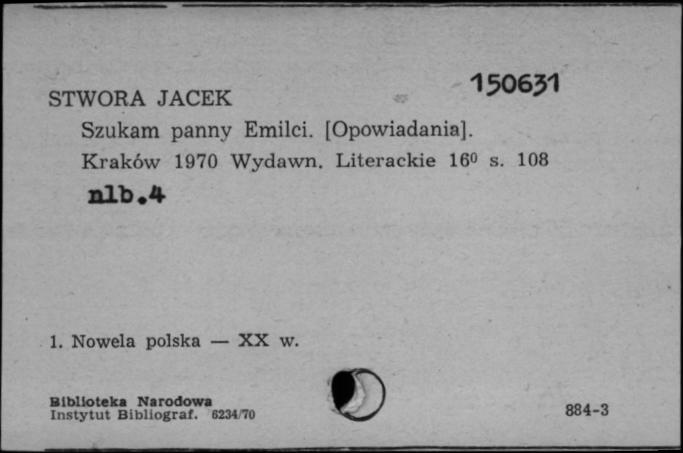 150631
STWORA JACEK
Szukam panny Emilci. [Opowiadania].
Kraków 1970 Wydawn. Literackie 16⁰ s. 108
nlb.4
1. Nowela polska — XX w.
Biblioteka Narodowa
Instytut Bibliograf. 6234/70
884-3